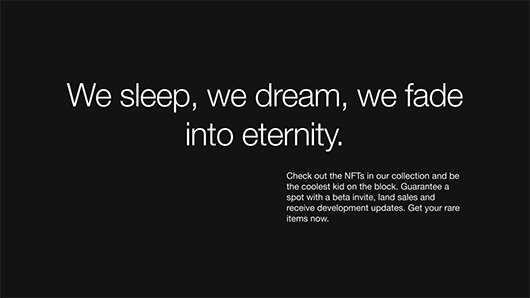 We sleep, we dream, we fade
into eternity.
Check out the NFTs in our collection and be
the coolest kid on the block. Guarantee a
spot with a beta invite, land sales and
receive development updates. Get your rare
items now.